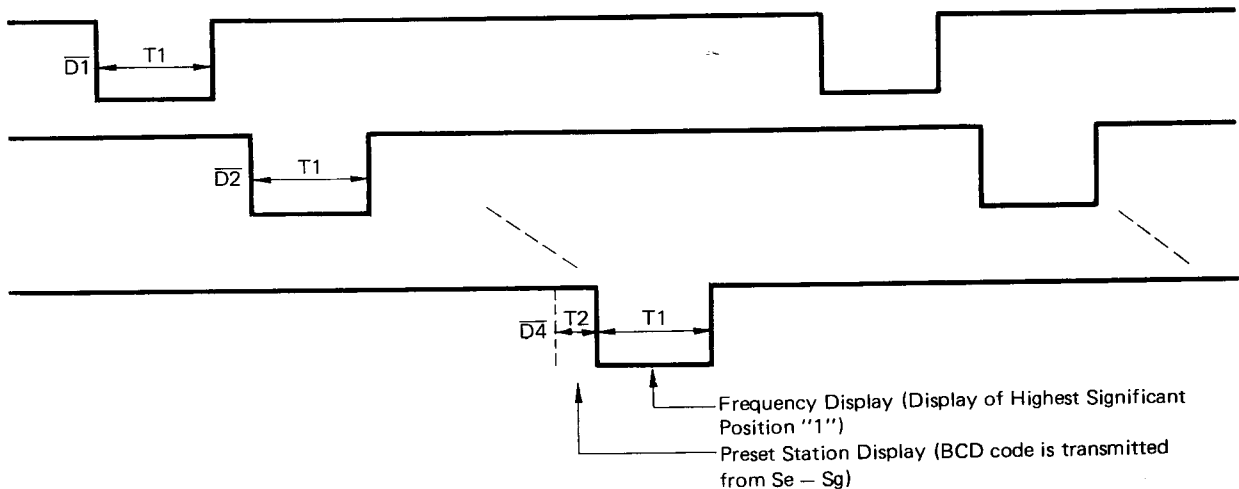 T1
D1
T1
D2
T2 T1
D4
Frequency Display (Display of Highest Significant
Position "1")
Preset Station Display (BCD code is transmitted
from Se – Sg)